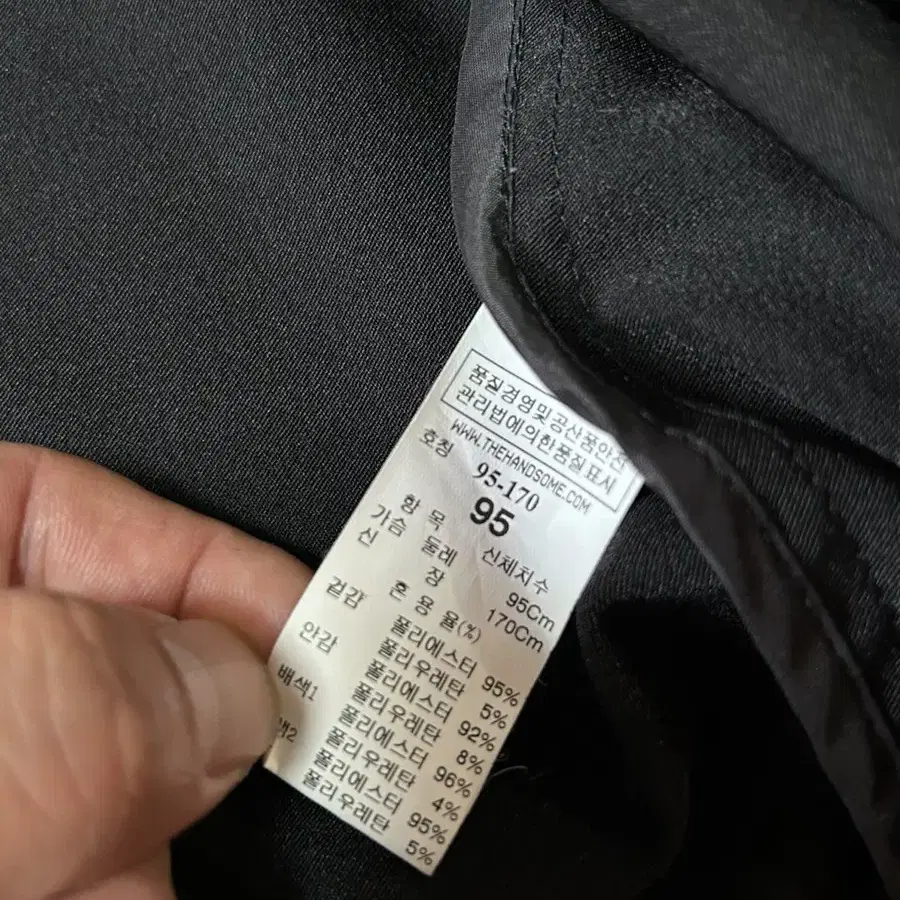 품질경영및공산품안전
관리법에의한품질표시
WWW.THEHANDSOME.COM
호칭 95-170
95
항목 신체치수
가슴둘레 95Cm
신장 170Cm
혼용율(%)
겉감 폴리에스터 95%
폴리우레탄 5%
안감 폴리에스터 92%
폴리우레탄 8%
배색1 폴리에스터 96%
폴리우레탄 4%
색2 폴리에스터 95%
폴리우레탄 5%